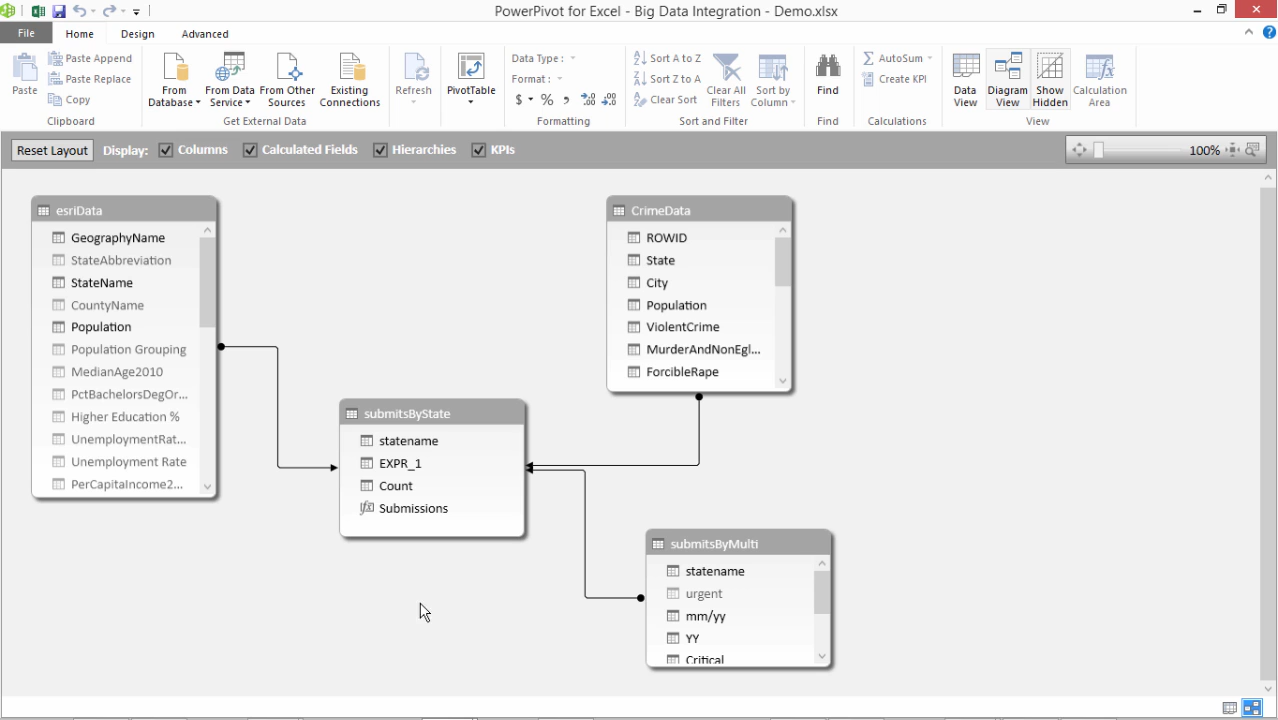 PowerPivot for Excel - Big Data Integration - Demo.xlsx
File Home Design Advanced
Paste
Paste Append
Paste Replace
Copy
Clipboard
From Database
From Data Service
From Other Sources
Existing Connections
Get External Data
Refresh
PivotTable
Data Type :
Format :
$ % ,
Formatting
Sort A to Z
Sort Z to A
Clear Sort
Clear All Filters
Sort by Column
Sort and Filter
Find
Find
AutoSum
Create KPI
Calculations
Data View
Diagram View
Show Hidden
Calculation Area
View
Reset Layout Display: Columns Calculated Fields Hierarchies KPIs 100%
esriData
GeographyName
StateAbbreviation
StateName
CountyName
Population
Population Grouping
MedianAge2010
PctBachelorsDegOr...
Higher Education %
UnemploymentRat...
Unemployment Rate
PerCapitaIncome2...
submitsByState
statename
EXPR_1
Count
Submissions
CrimeData
ROWID
State
City
Population
ViolentCrime
MurderAndNonEgl...
ForcibleRape
submitsByMulti
statename
urgent
mm/yy
YY
Critical